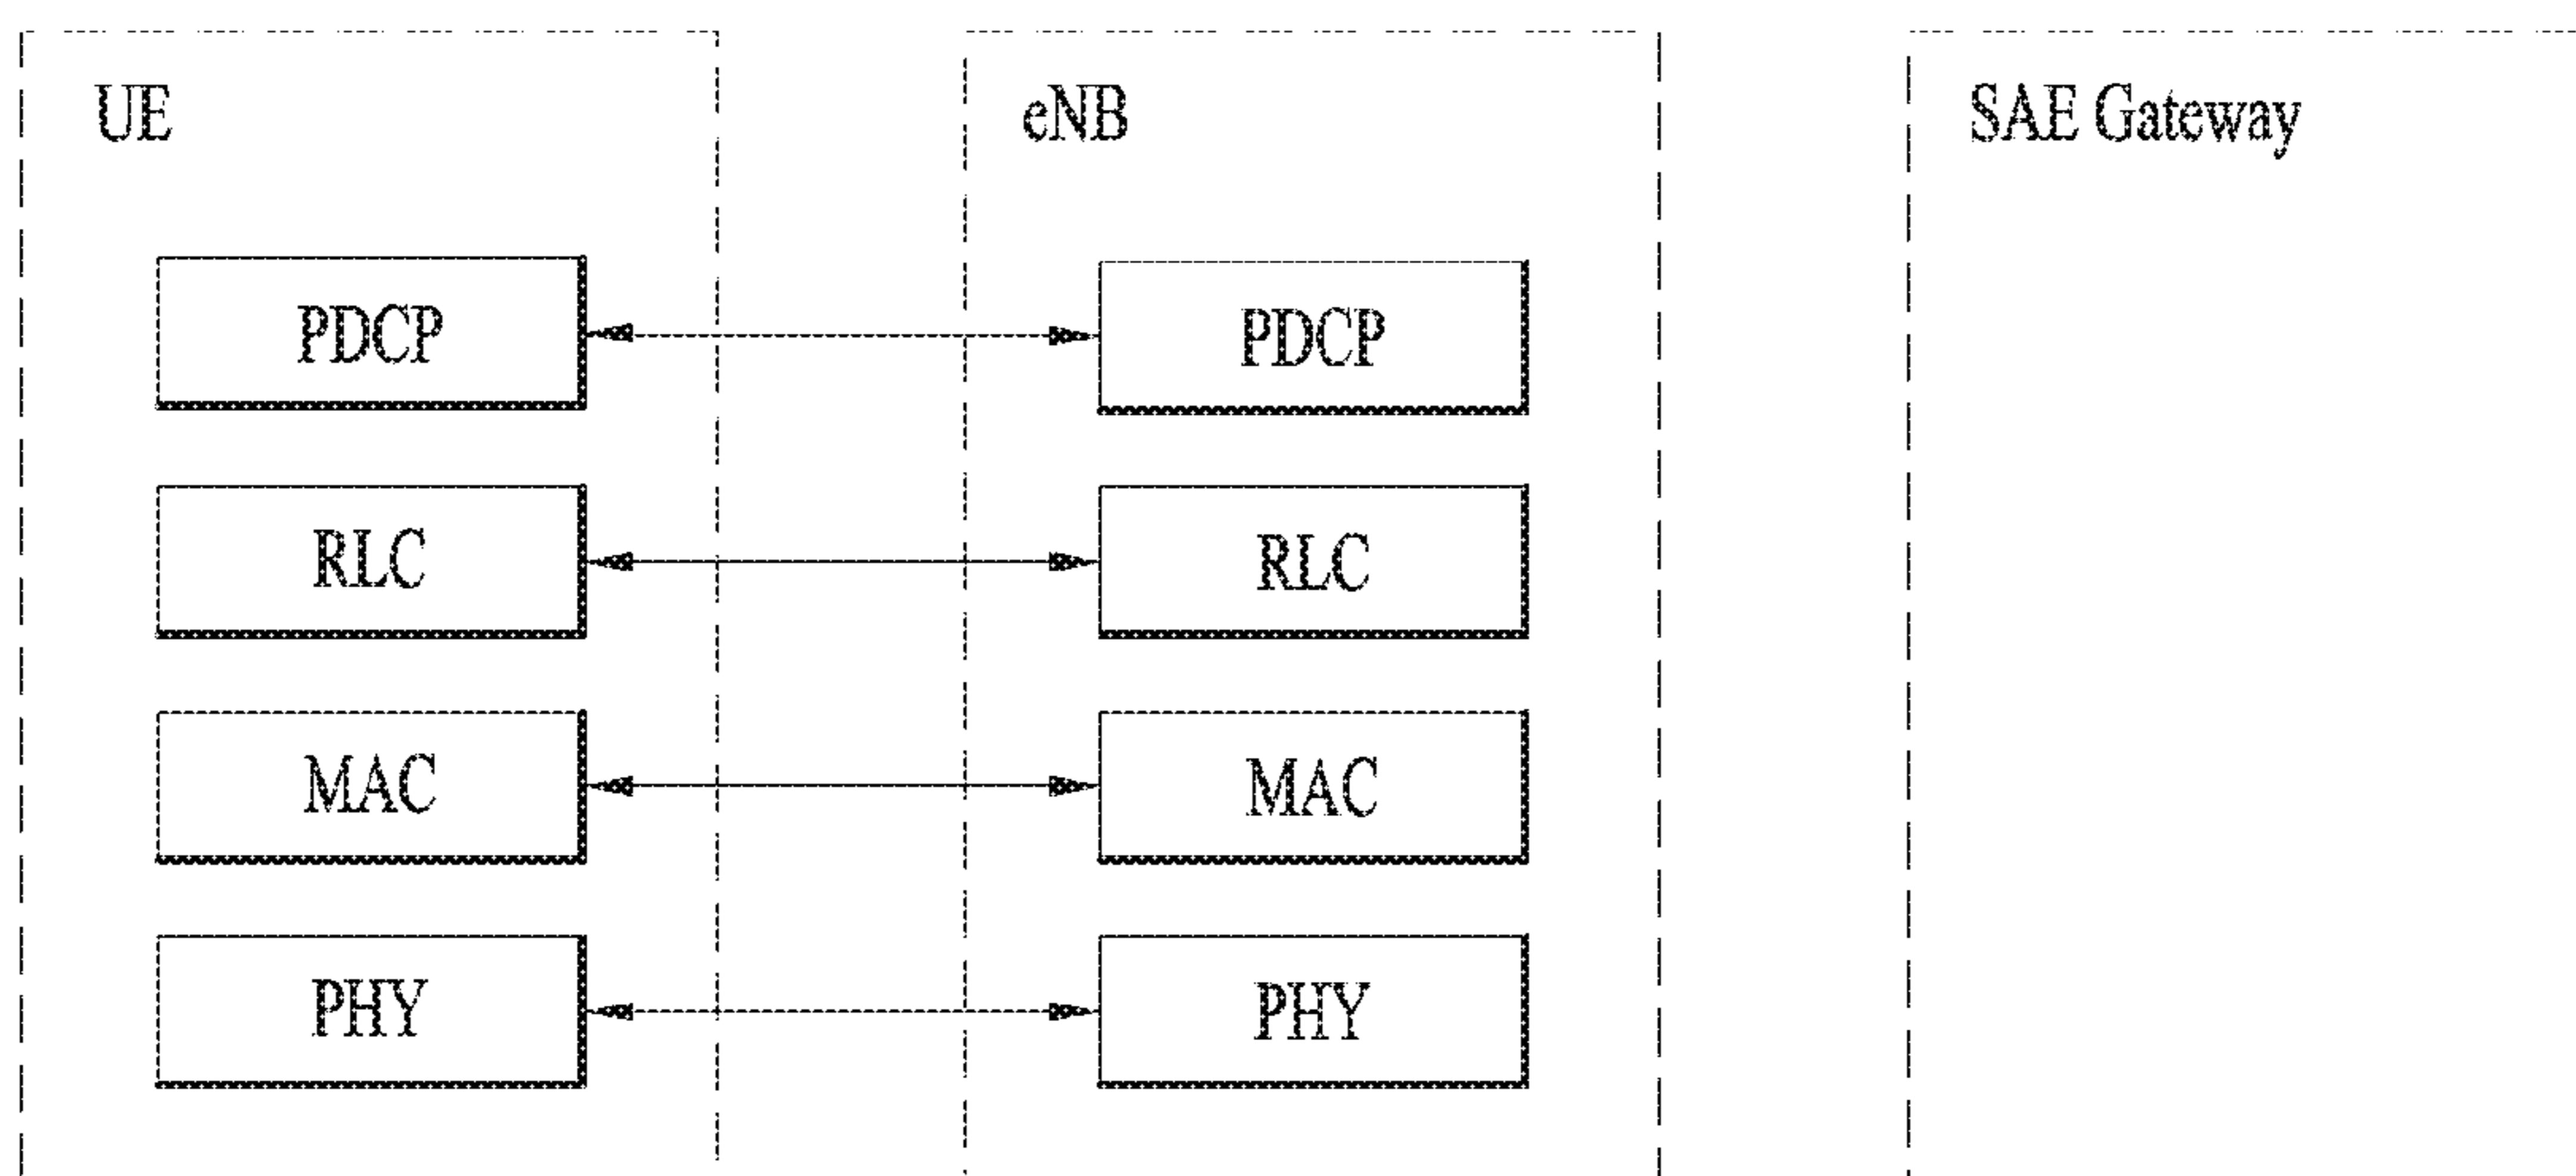 UE
eNB
SAE Gateway
PDCP
PDCP
RLC
RLC
MAC
MAC
PHY
PHY